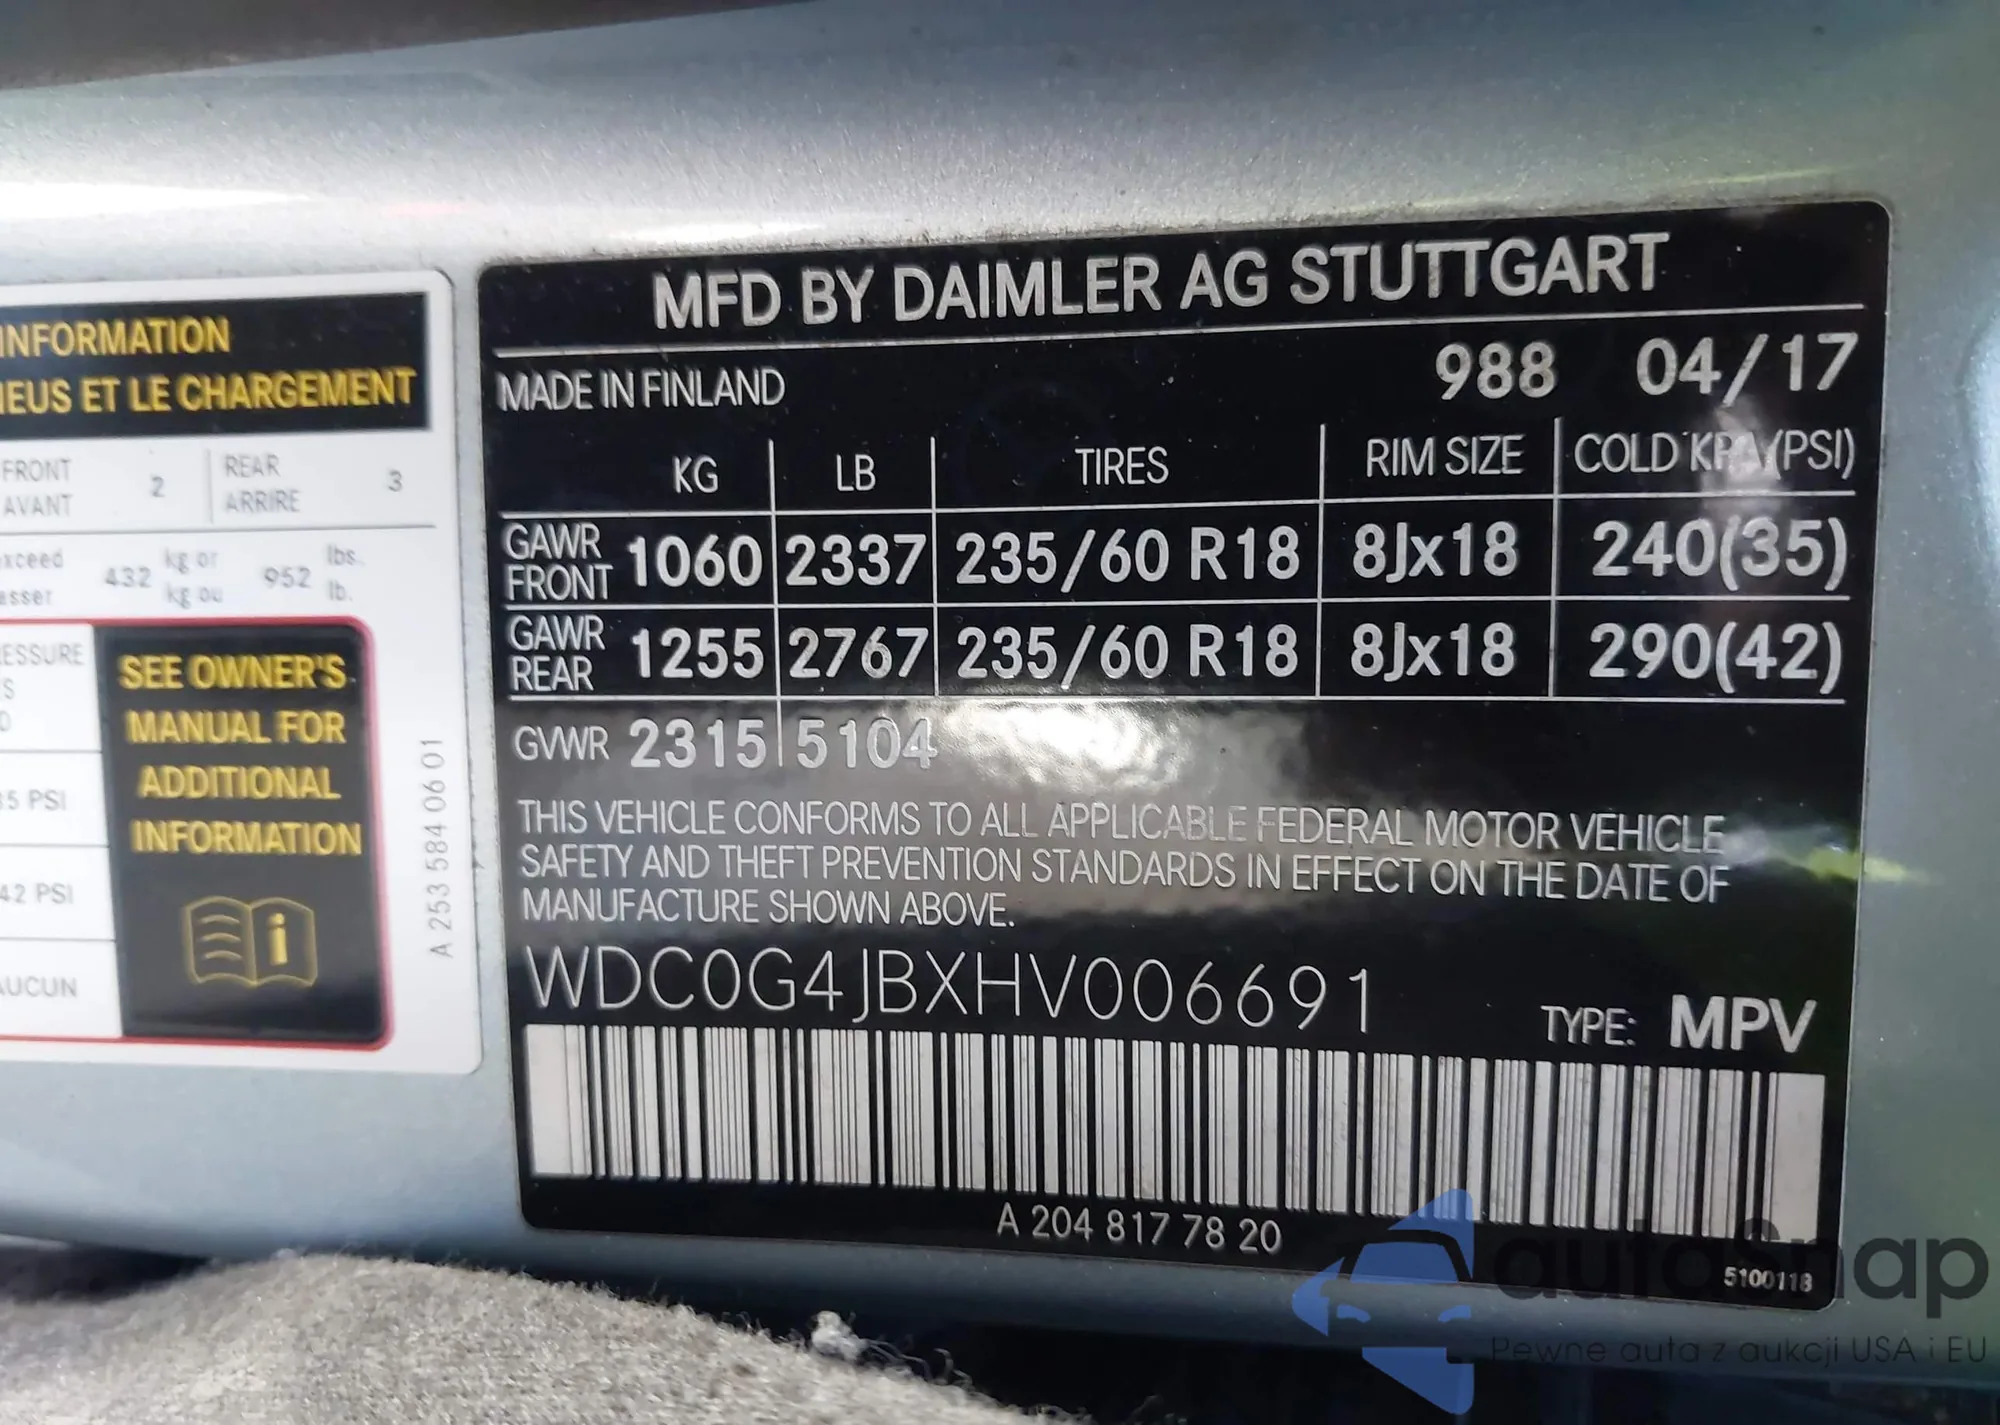 INFORMATION
ET LE CHARGEMENT
FRONT
AVANT
2
REAR
ARRIRE
3
432
kg or
kg ou
952
lbs.
lb.
SEE OWNER'S
MANUAL FOR
ADDITIONAL
INFORMATION
PSI
42 PSI
AUCUN
A 253 584 06 01
MFD BY DAIMLER AG STUTTGART
MADE IN FINLAND 988 04/17
KG LB TIRES RIM SIZE COLD KPA (PSI)
GAWR FRONT 1060 2337 235/60 R18 8Jx18 240(35)
GAWR REAR 1255 2767 235/60 R18 8Jx18 290(42)
GVWR 2315 5104
THIS VEHICLE CONFORMS TO ALL APPLICABLE FEDERAL MOTOR VEHICLE
SAFETY AND THEFT PREVENTION STANDARDS IN EFFECT ON THE DATE OF
MANUFACTURE SHOWN ABOVE.
WDC0G4JBXHV006691
TYPE: MPV
A 204 817 78 20
5100118
autoSnap
Pewne auta z aukcji USA i EU